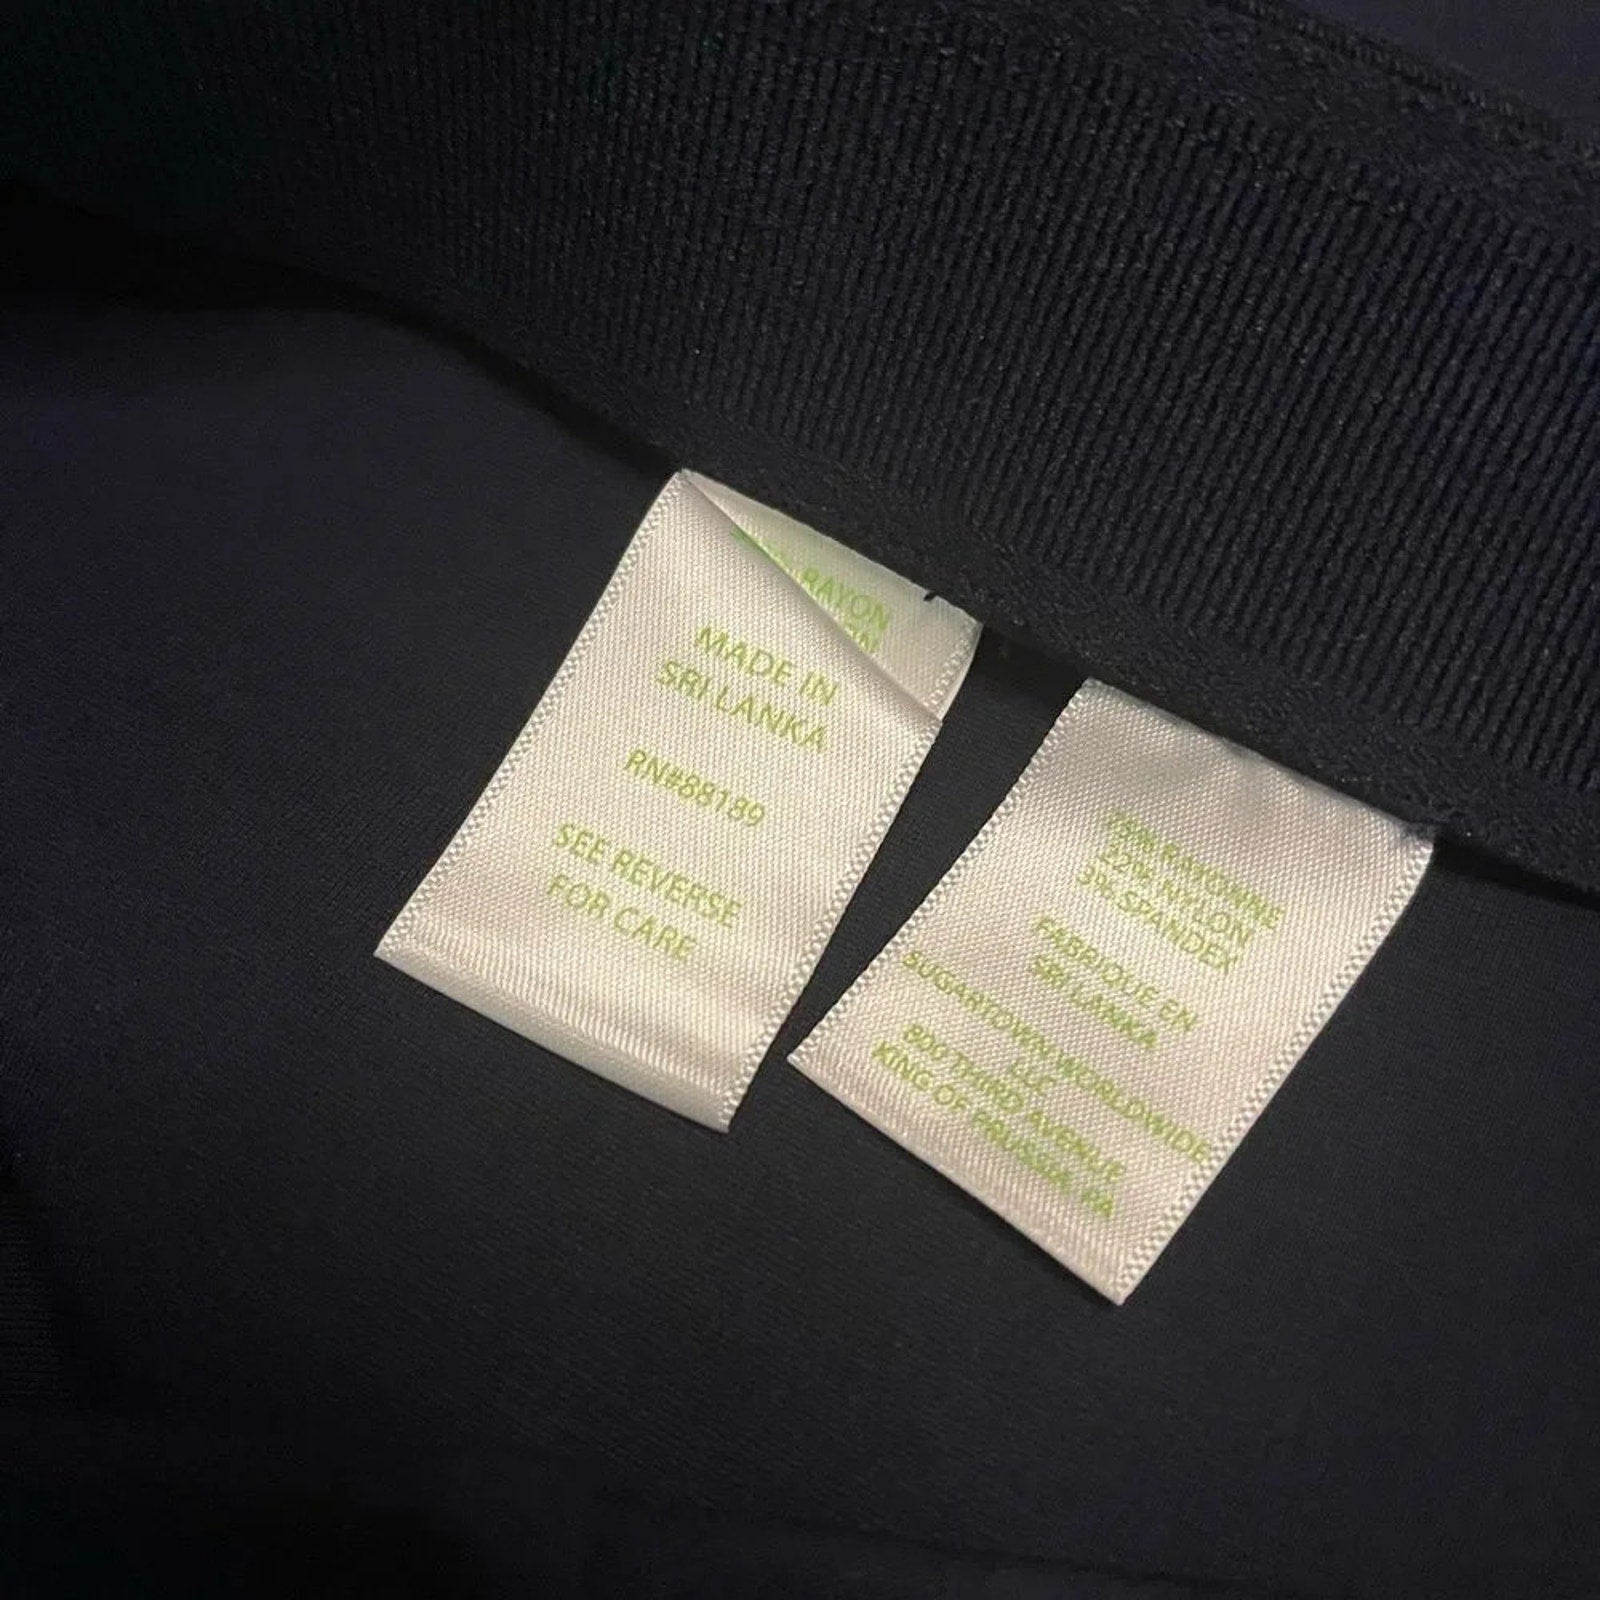 RAYON
MADE IN
SRI LANKA
RN#88189
SEE REVERSE
FOR CARE
75% RAYONNE
22% NYLON
3% SPANDEX
FABRIQUE EN
SRI LANKA
SUGARTOWN WORLDWIDE
LLC
800 THIRD AVENUE
KING OF PRUSSIA, PA